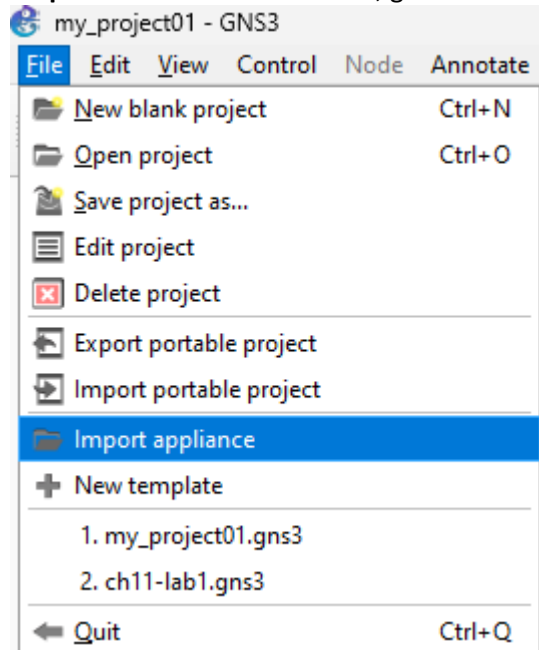 my_project01 - GNS3
File Edit View Control Node Annotate
New blank project Ctrl+N
Open project Ctrl+O
Save project as...
Edit project
Delete project
Export portable project
Import portable project
Import appliance
New template
1. my_project01.gns3
2. ch11-lab1.gns3
Quit Ctrl+Q